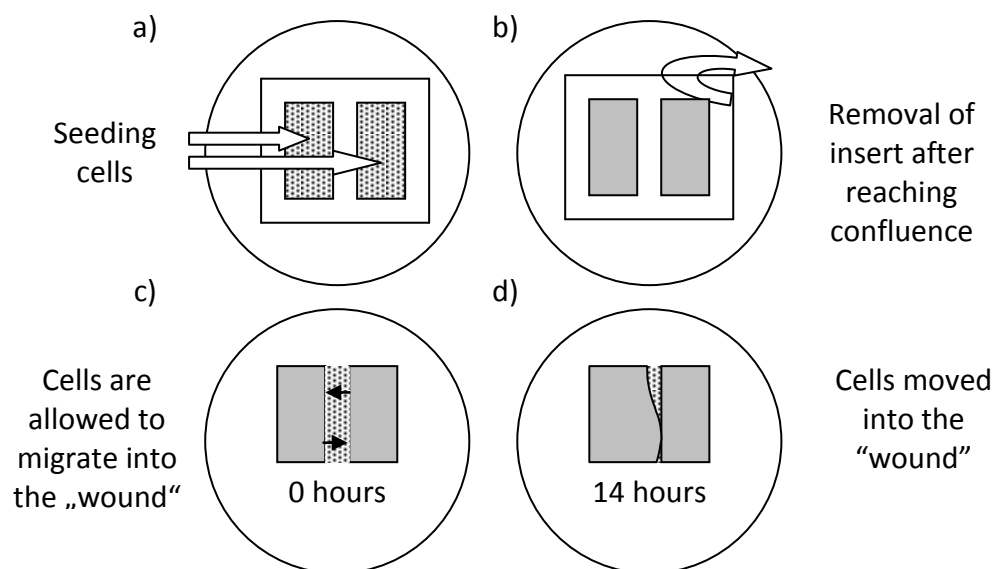 a)
b)
Seeding
cells
Removal of
insert after
reaching
confluence
c)
d)
Cells are
allowed to
migrate into
the „wound“
0 hours
14 hours
Cells moved
into the
“wound”